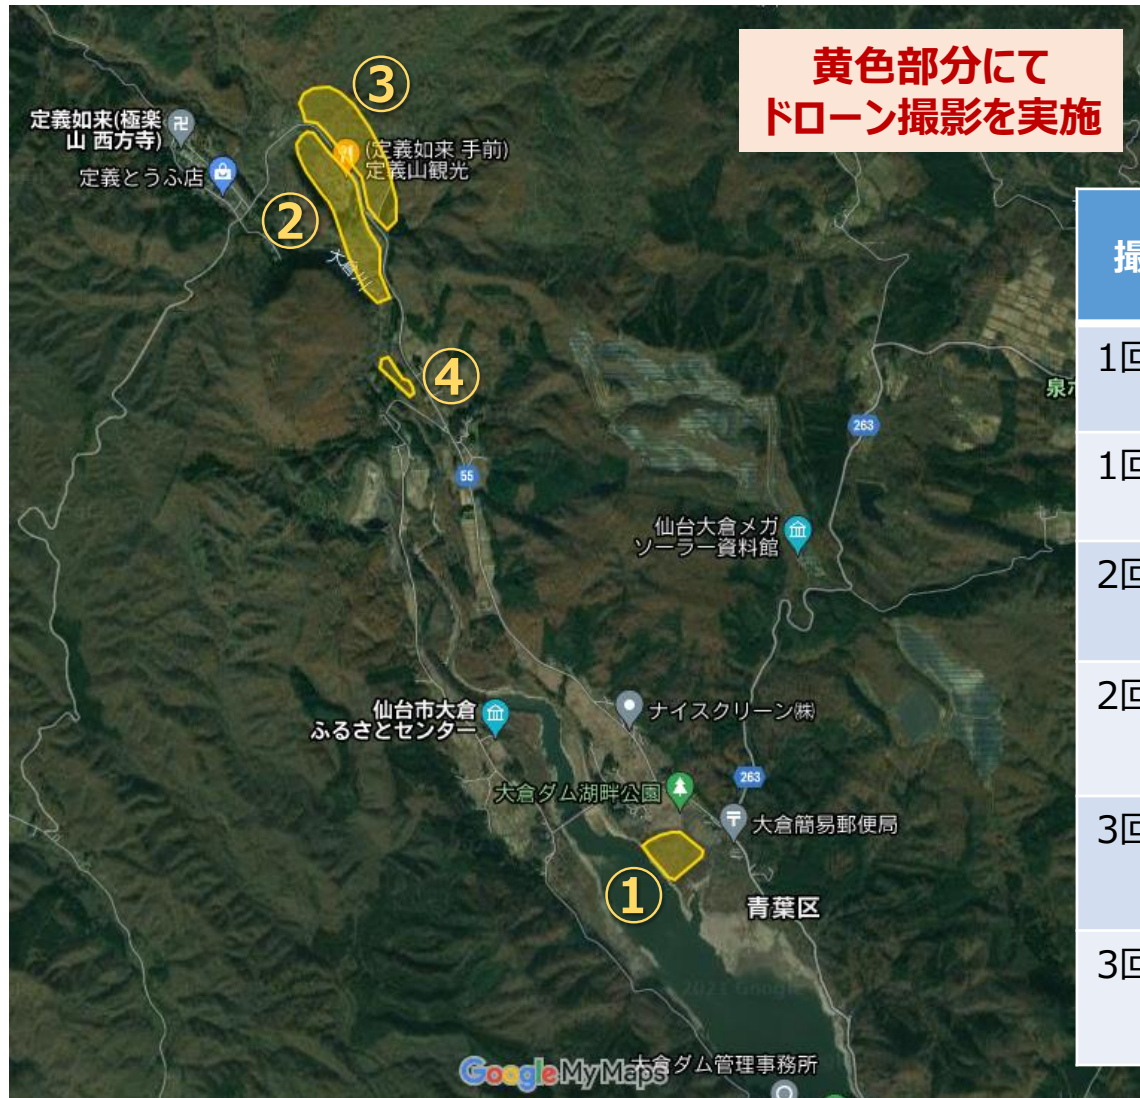 黄色部分にて
ドローン撮影を実施
③
定義如来(極楽
山 西方寺)
(定義如来 手前)
定義山観光
定義とうふ店
②
大倉川
④
撮
1回
1回
2回
2回
3回
3回
263
55
仙台大倉メガ
ソーラー資料館
仙台市大倉
ふるさとセンター
ナイスクリーン㈱
263
大倉ダム湖畔公園
大倉簡易郵便局
①
青葉区
Google My Maps
大倉ダム管理事務所